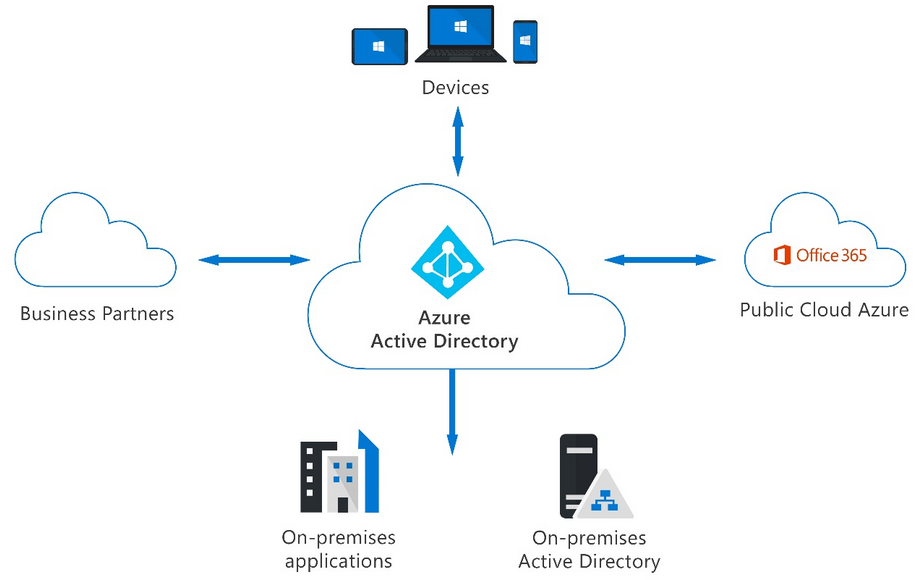 Devices
Office 365
Business Partners
Public Cloud Azure
Azure
Active Directory
On-premises
applications
On-premises
Active Directory